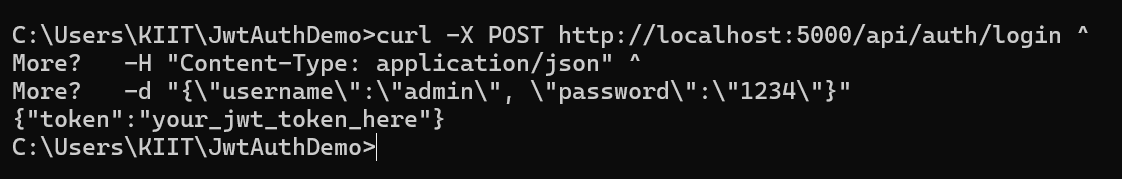 C:\Users\KIIT\JwtAuthDemo>curl -X POST http://localhost:5000/api/auth/login ^
More?   -H "Content-Type: application/json" ^
More?   -d "{\"username\":\"admin\", \"password\":\"1234\"}"
{"token":"your_jwt_token_here"}
C:\Users\KIIT\JwtAuthDemo>